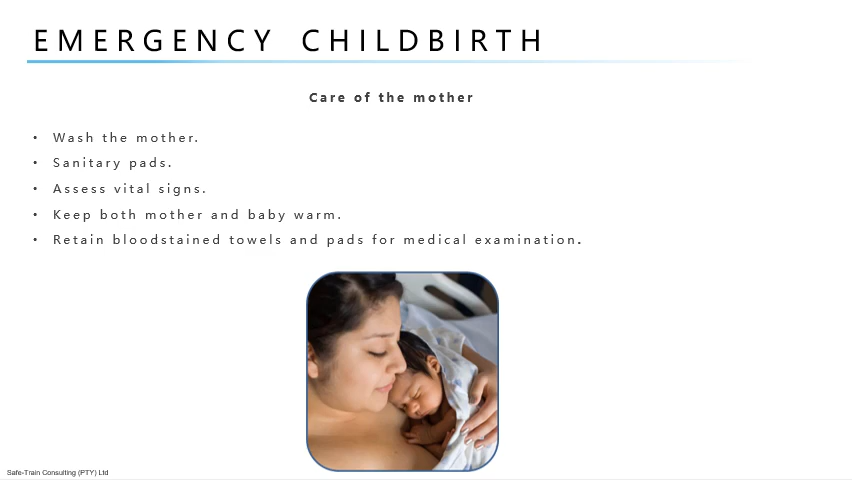 EMERGENCY CHILDBIRTH
Care of the mother
• Wash the mother.
• Sanitary pads.
• Assess vital signs.
• Keep both mother and baby warm.
• Retain bloodstained towels and pads for medical examination.
Safe-Train Consulting (PTY) Ltd